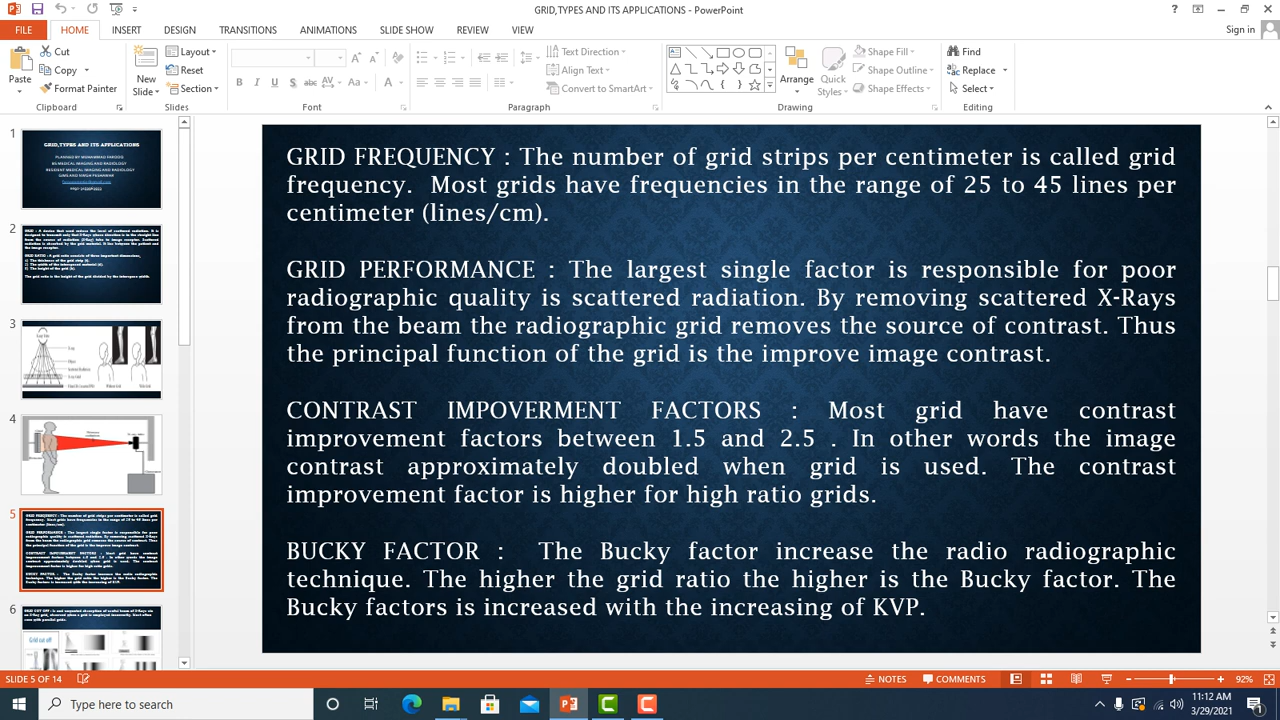 GRID,TYPES AND ITS APPLICATIONS - PowerPoint
FILE HOME INSERT DESIGN TRANSITIONS ANIMATIONS SLIDE SHOW REVIEW VIEW Sign in
Paste Cut Copy Format Painter
Clipboard
New Slide Layout Reset Section
Slides
Font
Text Direction Align Text Convert to SmartArt
Paragraph
Arrange Quick Styles Shape Fill Shape Outline Shape Effects
Drawing
Find Replace Select
Editing
1
GRID,TYPES AND ITS APPLICATIONS
2
3
4
5
6
GRID FREQUENCY : The number of grid strips per centimeter is called grid
frequency. Most grids have frequencies in the range of 25 to 45 lines per
centimeter (lines/cm).
GRID PERFORMANCE : The largest single factor is responsible for poor
radiographic quality is scattered radiation. By removing scattered X-Rays
from the beam the radiographic grid removes the source of contrast. Thus
the principal function of the grid is the improve image contrast.
CONTRAST IMPOVERMENT FACTORS : Most grid have contrast
improvement factors between 1.5 and 2.5 . In other words the image
contrast approximately doubled when grid is used. The contrast
improvement factor is higher for high ratio grids.
BUCKY FACTOR : The Bucky factor increase the radio radiographic
technique. The higher the grid ratio the higher is the Bucky factor. The
Bucky factors is increased with the increasing of KVP.
SLIDE 5 OF 14 NOTES COMMENTS 92%
Type here to search
11:12 AM
3/29/2021